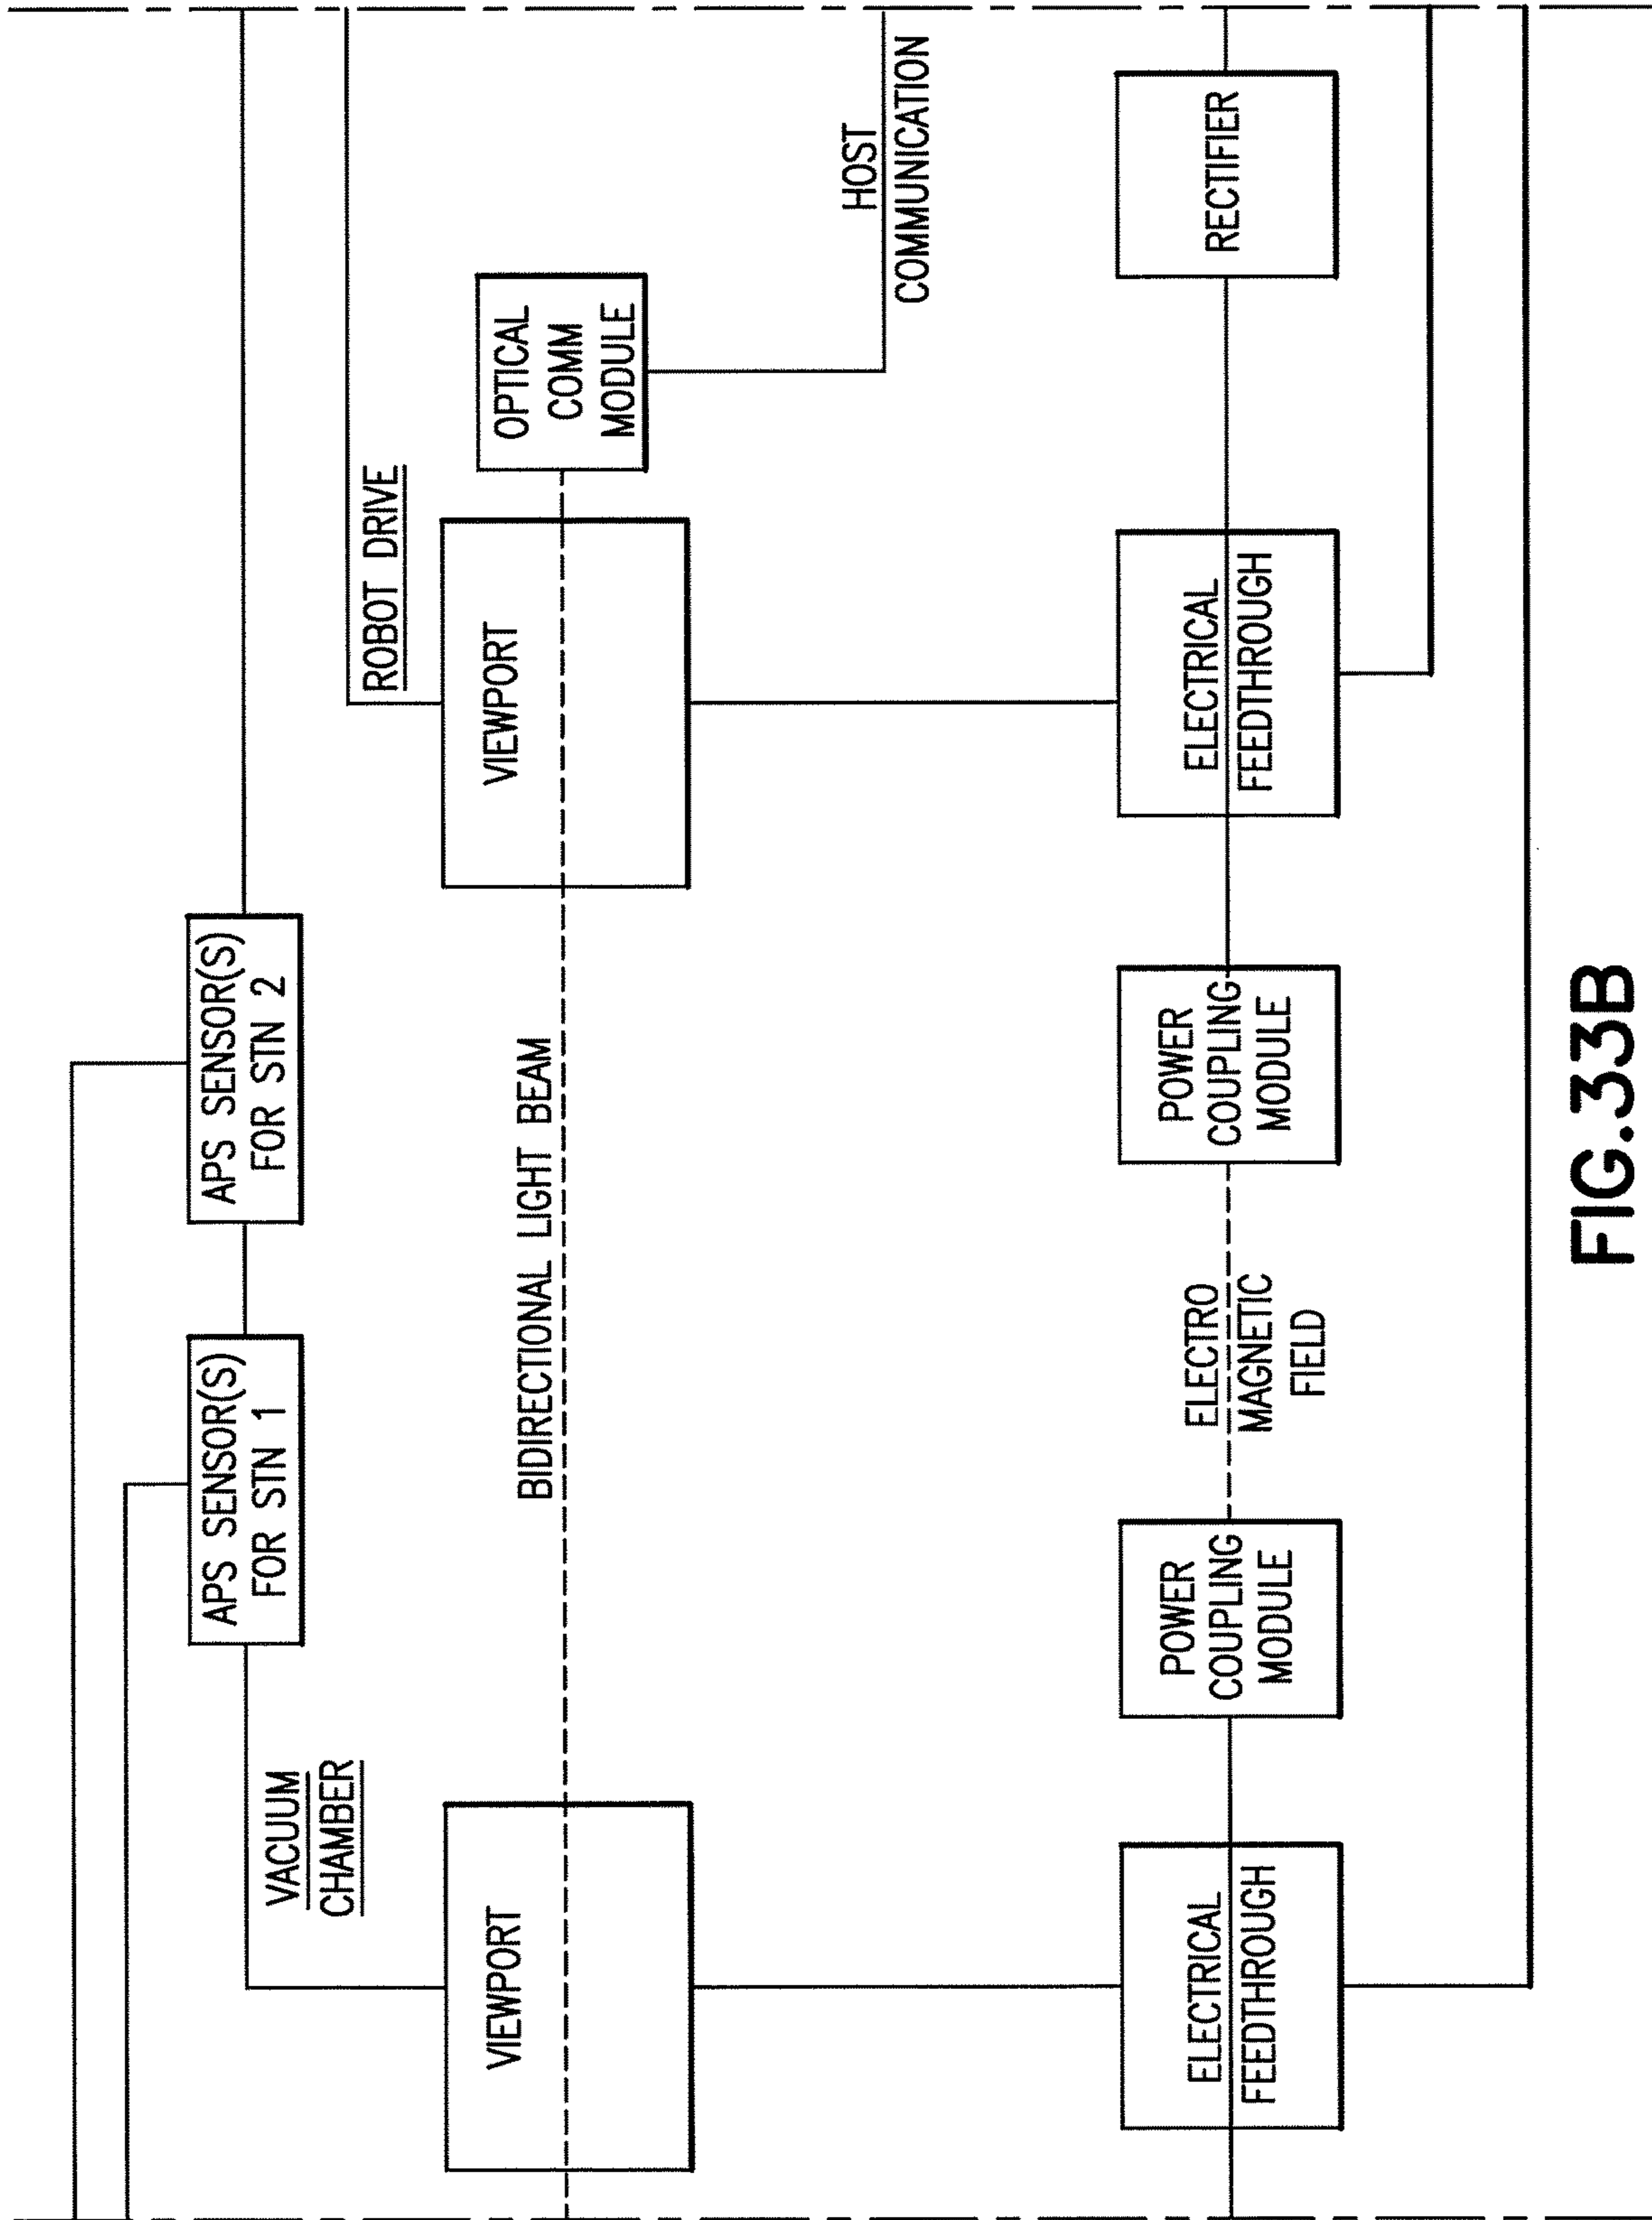 APS SENSOR(S)
FOR STN 1
APS SENSOR(S)
FOR STN 2
VACUUM
CHAMBER
ROBOT DRIVE
VIEWPORT
BIDIRECTIONAL LIGHT BEAM
VIEWPORT
OPTICAL
COMM
MODULE
HOST
COMMUNICATION
ELECTRICAL
FEEDTHROUGH
POWER
COUPLING
MODULE
ELECTRO
MAGNETIC
FIELD
POWER
COUPLING
MODULE
ELECTRICAL
FEEDTHROUGH
RECTIFIER
FIG.33B